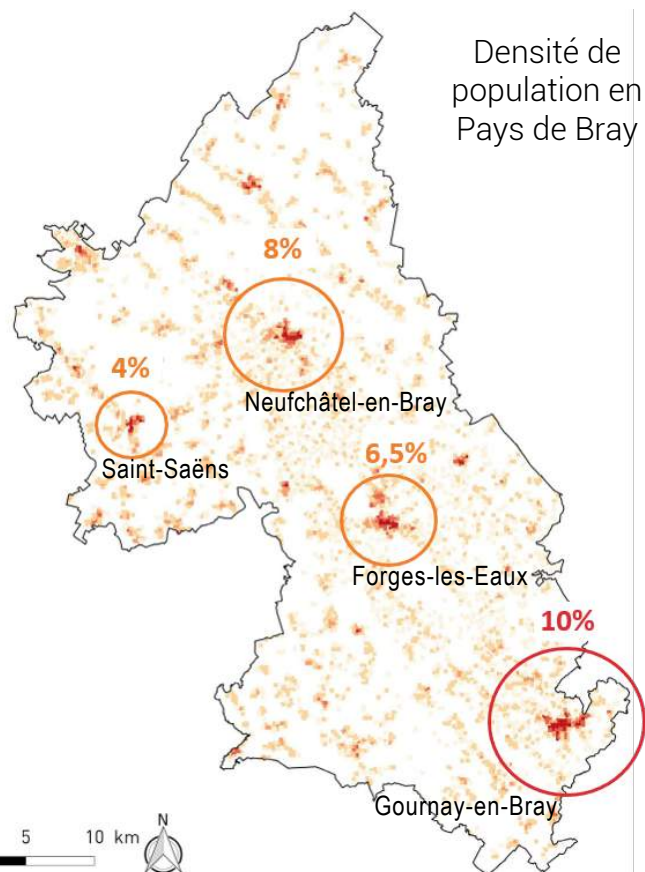 Densité de
population en
Pays de Bray
8%
Neufchâtel-en-Bray
4%
Saint-Saëns
6,5%
Forges-les-Eaux
10%
Gournay-en-Bray
5 10 km
N